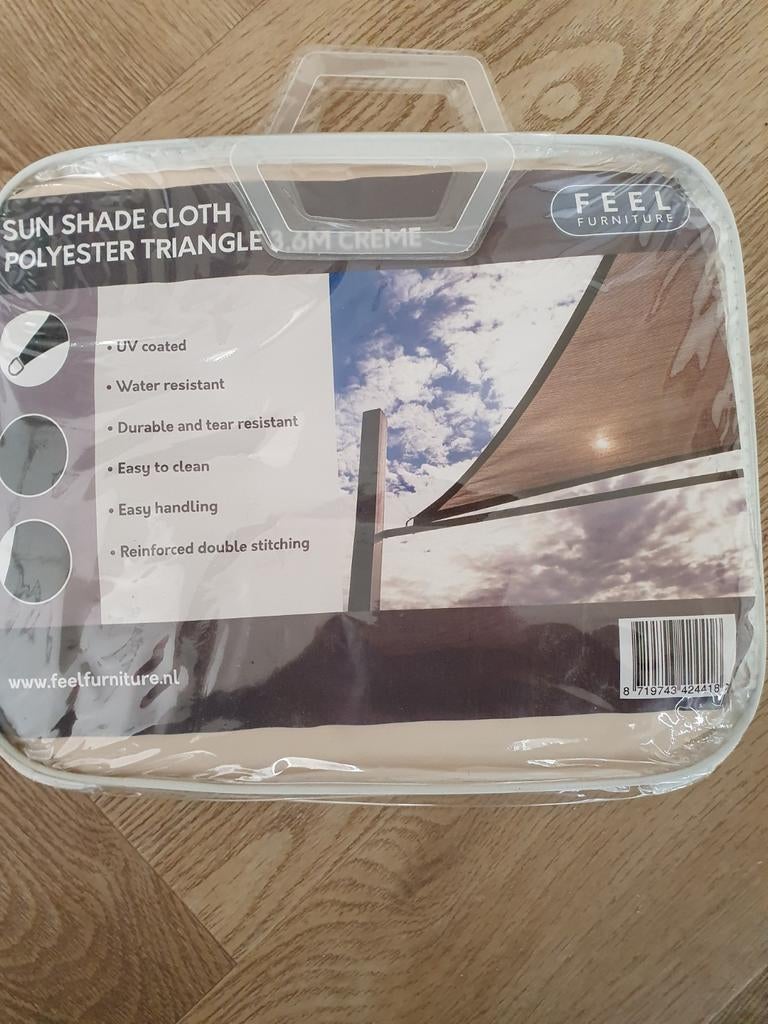 SUN SHADE CLOTH
POLYESTER TRIANGLE 3.6M CREME
FEEL
FURNITURE
• UV coated
• Water resistant
• Durable and tear resistant
• Easy to clean
• Easy handling
• Reinforced double stitching
www.feelfurniture.nl
8 719743 424418